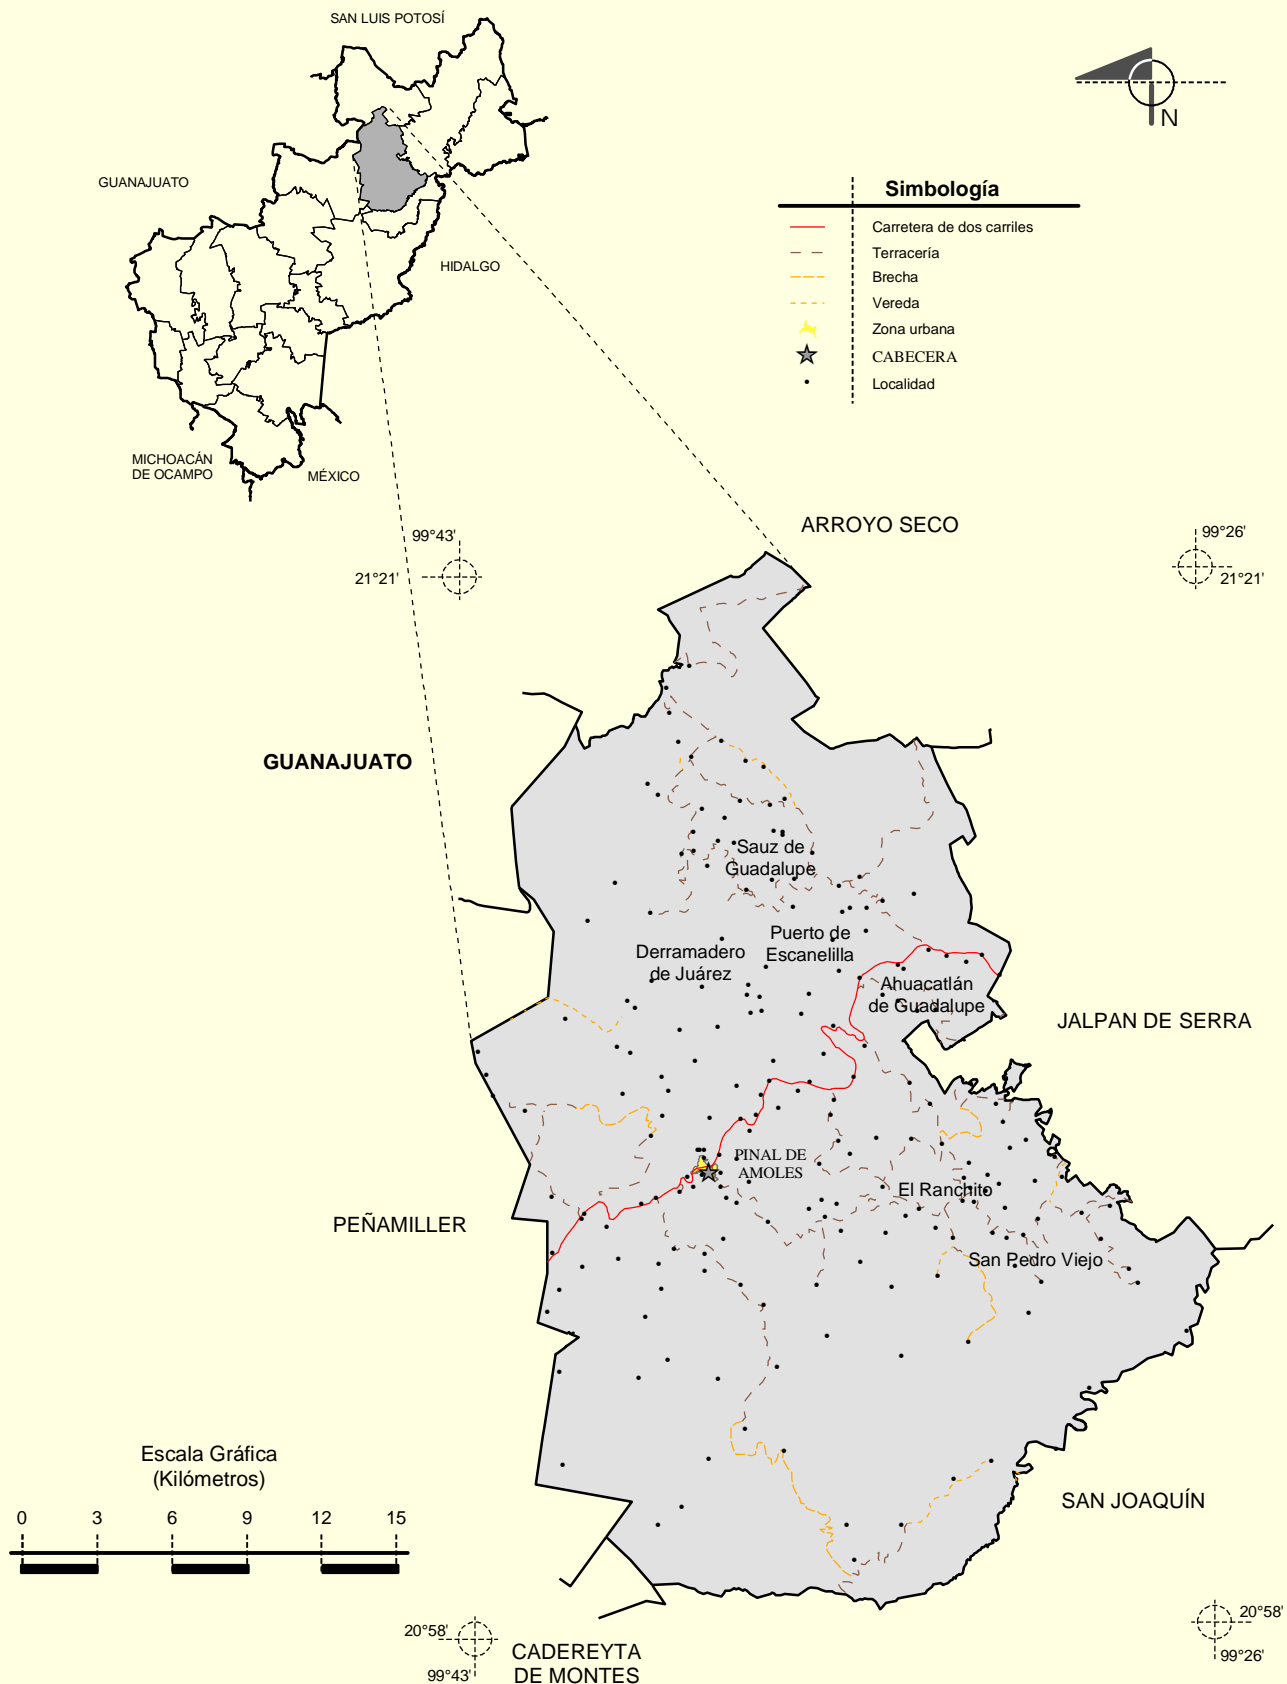 SAN LUIS POTOSÍ
GUANAJUATO
HIDALGO
MICHOACÁN
DE OCAMPO
MÉXICO
N
Simbología
Carretera de dos carriles
Terracería
Brecha
Vereda
Zona urbana
CABECERA
Localidad
ARROYO SECO
99°43'
21°21'
99°26'
21°21'
GUANAJUATO
Sauz de
Guadalupe
Puerto de
Escanelilla
Derramadero
de Juárez
Ahuacatlán
de Guadalupe
JALPAN DE SERRA
PINAL DE
AMOLES
El Ranchito
PEÑAMILLER
San Pedro Viejo
Escala Gráfica
(Kilómetros)
0 3 6 9 12 15
SAN JOAQUÍN
20°58'
99°43'
CADEREYTA
DE MONTES
20°58'
99°26'